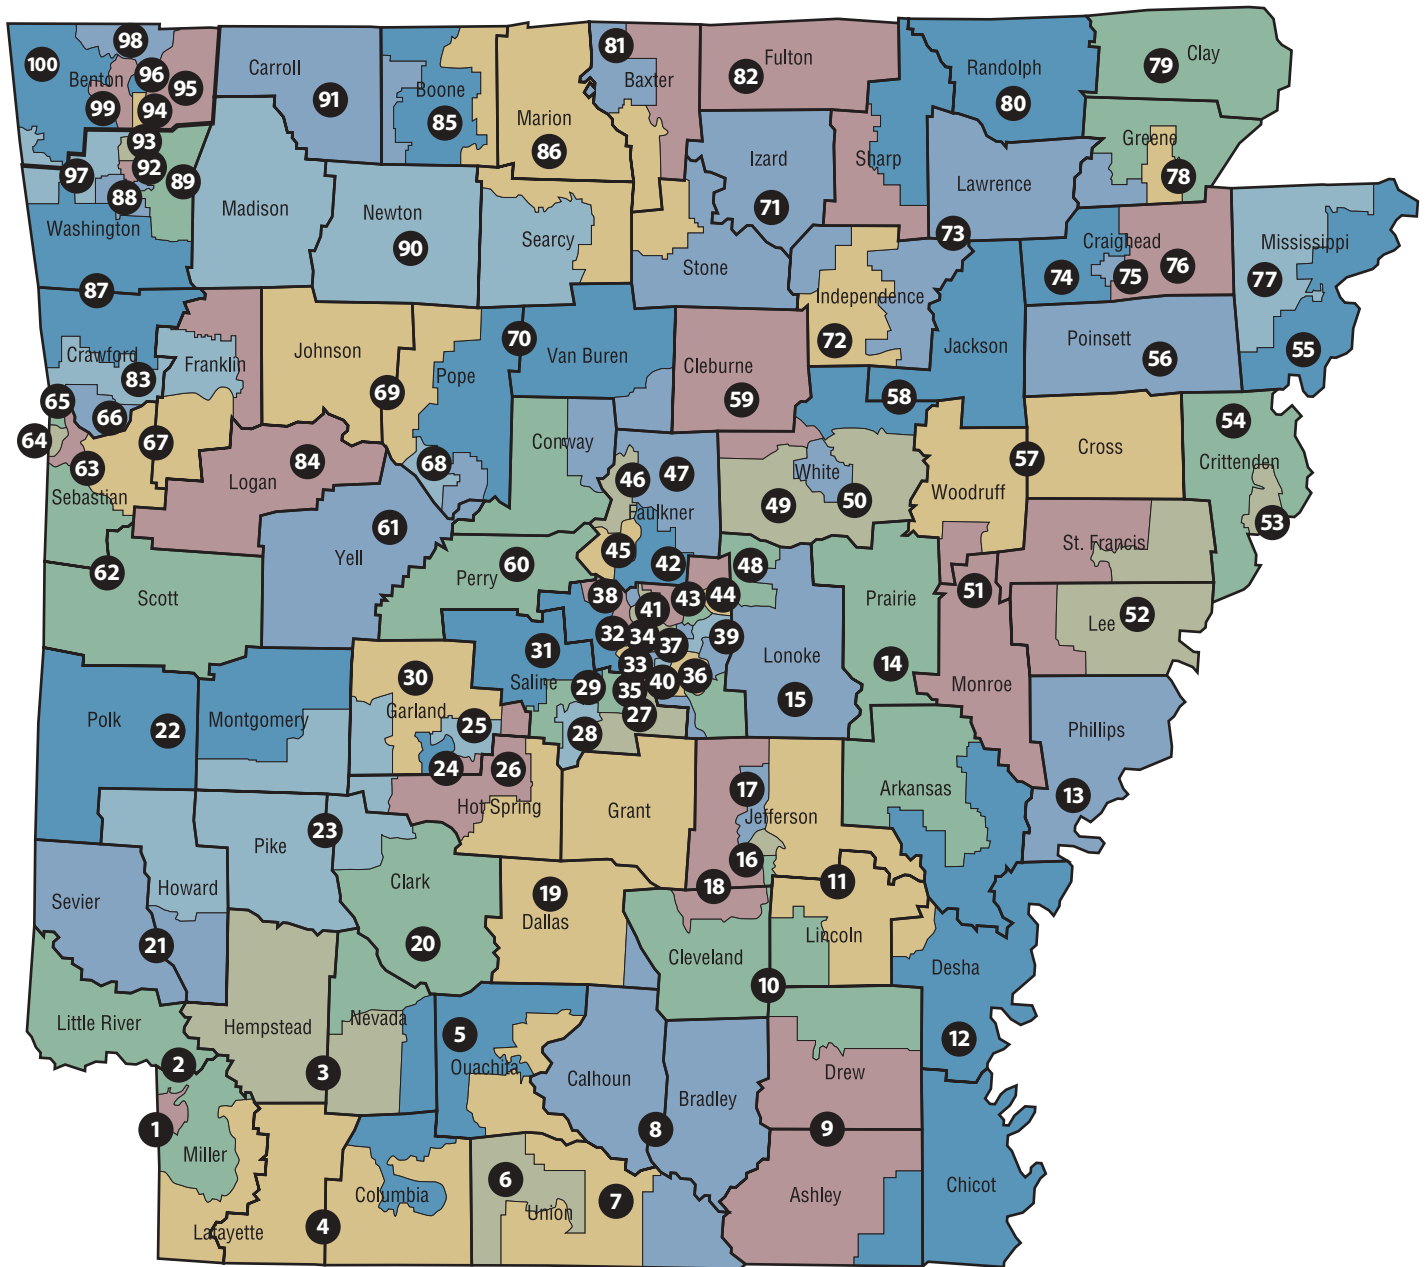 98
81
Fulton
79
Clay
100
Benton
96
95
Carroll
Baxter
82
Randolph
99
94
91
Boone
85
Marion
86
80
93
92
97
89
88
Izard
Sharp
Greene
78
Lawrence
Madison
Newton
71
Washington
90
Searcy
73
Craighead
Mississippi
Stone
74
75
76
77
87
Independence
70
72
Crawford
83
Franklin
Johnson
Pope
Van Buren
Cleburne
Jackson
Poinsett
56
55
69
59
58
65
66
64
67
63
Sebastian
84
Logan
68
Conway
46
47
Faulkner
White
49
50
57
Cross
Woodruff
54
Crittenden
53
61
Yell
45
42
48
St. Francis
62
Scott
Perry
60
38
41
43
44
51
Prairie
52
Lee
32
34
39
37
31
Saline
33
29
35
40
36
Lonoke
15
14
Monroe
30
Garland
25
27
28
Polk
22
Montgomery
Phillips
24
26
Hot Spring
17
Jefferson
Arkansas
13
Grant
23
Pike
16
18
11
Clark
Howard
Sevier
19
Dallas
21
20
Lincoln
Cleveland
Desha
10
Little River
Hempstead
Nevada
5
Ouachita
12
2
3
Calhoun
Drew
Bradley
1
8
9
Miller
6
7
Union
Columbia
Ashley
Chicot
Lafayette
4